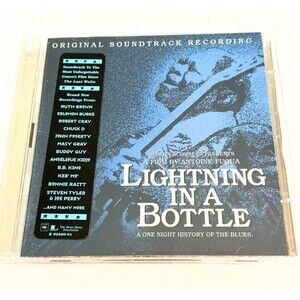 ORIGINAL SOUNDTRACK RECORDING
Soundtrack To The
Most Unforgettable
Concert Film Since
The Last Waltz
Brand New
Recordings From:
RUTH BROWN
SOLOMON BURKE
ROBERT CRAY
CHUCK D
JOHN FOGERTY
MACY GRAY
BUDDY GUY
ANGELIQUE KIDJO
B.B. KING
KEB' MO'
BONNIE RAITT
STEVEN TYLER
& JOE PERRY
...AND MANY MORE
A FILM BY ANTOINE FUQUA
LIGHTNING
IN A
BOTTLE
A ONE NIGHT HISTORY OF THE BLUES.